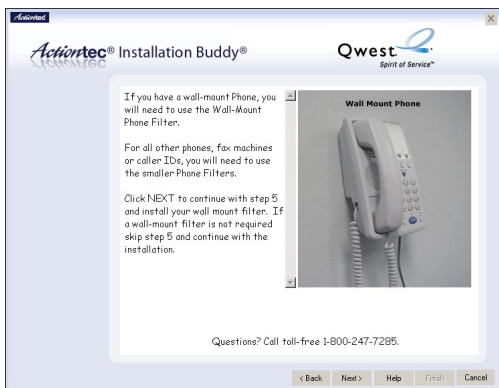 Actiontec
Actiontec® Installation Buddy®
Qwest
Spirit of Service™
If you have a wall-mount Phone, you
will need to use the Wall-Mount
Phone Filter.
For all other phones, fax machines
or caller IDs, you will need to use
the smaller Phone Filters.
Click NEXT to continue with step 5
and install your wall mount filter. If
a wall-mount filter is not required
skip step 5 and continue with the
installation.
Wall Mount Phone
Questions? Call toll-free 1-800-247-7285.
< Back Next > Help Finish Cancel